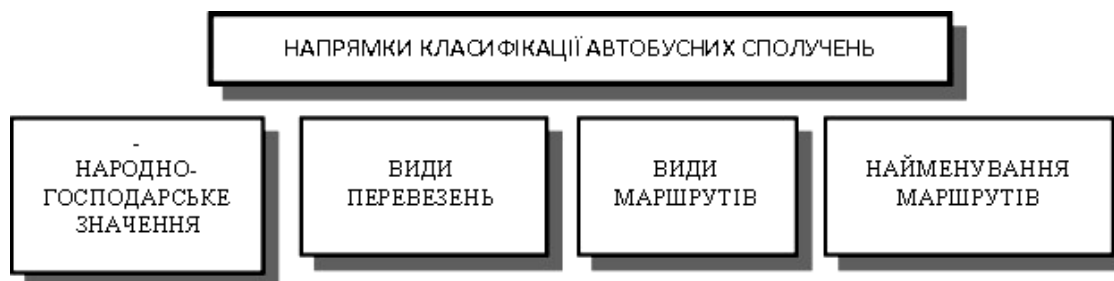 НАПРЯМКИ КЛАСИФІКАЦІЇ АВТОБУСНИХ СПОЛУЧЕНЬ
-
НАРОДНО-
ГОСПОДАРСЬКЕ
ЗНАЧЕННЯ
ВИДИ
ПЕРЕВЕЗЕНЬ
ВИДИ
МАРШРУТІВ
НАЙМЕНУВАННЯ
МАРШРУТІВ